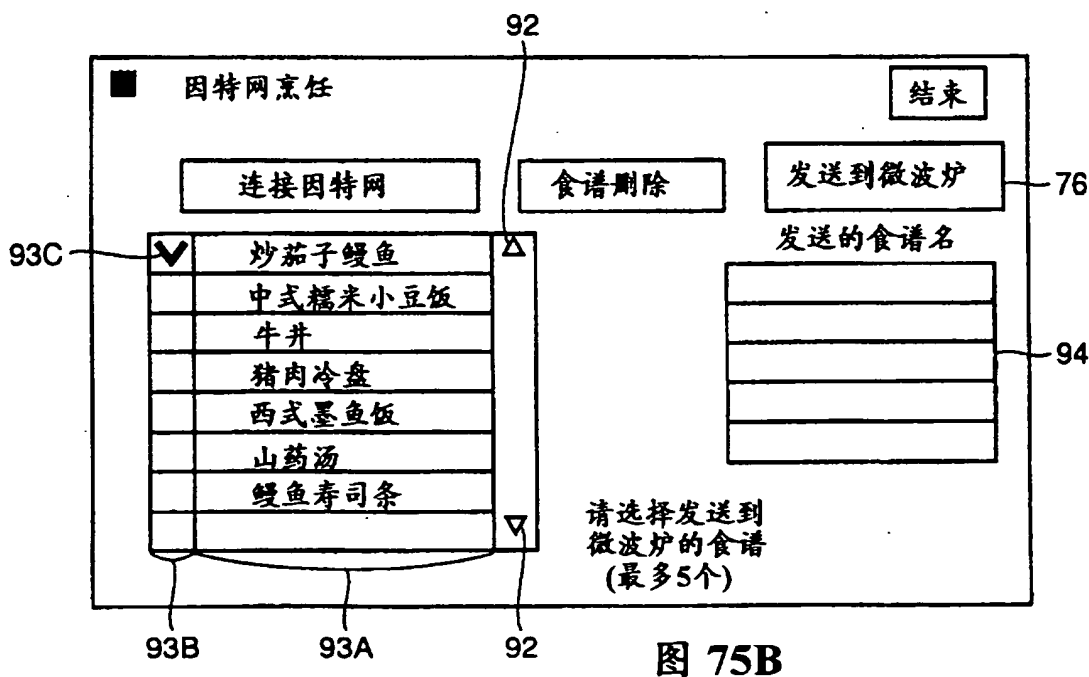 92
因特网烹任
结束
连接因特网
食谱删除
发送到微波炉
76
发送的食谱名
93C
炒茄子鳗鱼
中式糯米小豆饭
牛井
猪肉冷盘
西式墨鱼饭
山药汤
鳗鱼寿司条
94
请选择发送到
微波炉的食谱
(最多5个)
93B
93A
92
图 75B